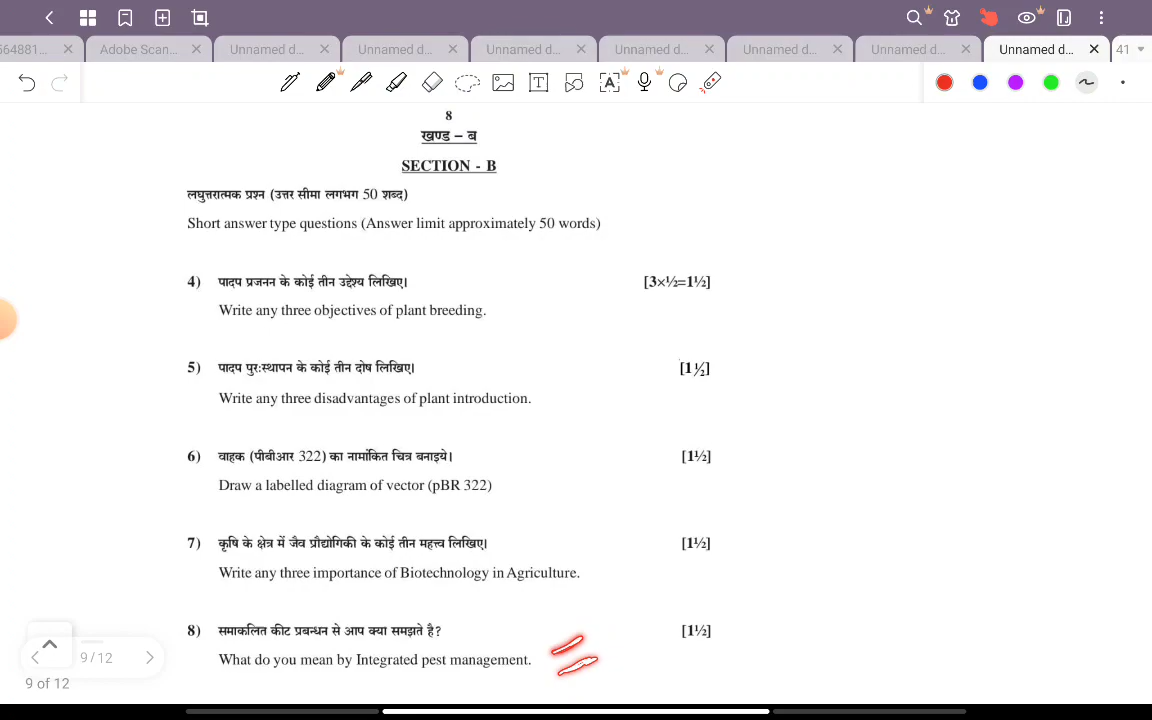 564881...
Adobe Scan...
Unnamed d...
Unnamed d...
Unnamed d...
Unnamed d...
Unnamed d...
Unnamed d...
Unnamed d...
41
8
खण्ड – ब
SECTION - B
लघुत्तरात्मक प्रश्न (उत्तर सीमा लगभग 50 शब्द)
Short answer type questions (Answer limit approximately 50 words)
4) पादप प्रजनन के कोई तीन उद्देश्य लिखिए। [3×½=1½]
Write any three objectives of plant breeding.
5) पादप पुरःस्थापन के कोई तीन दोष लिखिए। [1½]
Write any three disadvantages of plant introduction.
6) वाहक (पीबीआर 322) का नामांकित चित्र बनाइये। [1½]
Draw a labelled diagram of vector (pBR 322)
7) कृषि के क्षेत्र में जैव प्रौद्योगिकी के कोई तीन महत्त्व लिखिए। [1½]
Write any three importance of Biotechnology in Agriculture.
8) समाकलित कीट प्रबन्धन से आप क्या समझते है? [1½]
What do you mean by Integrated pest management.
9/12
9 of 12